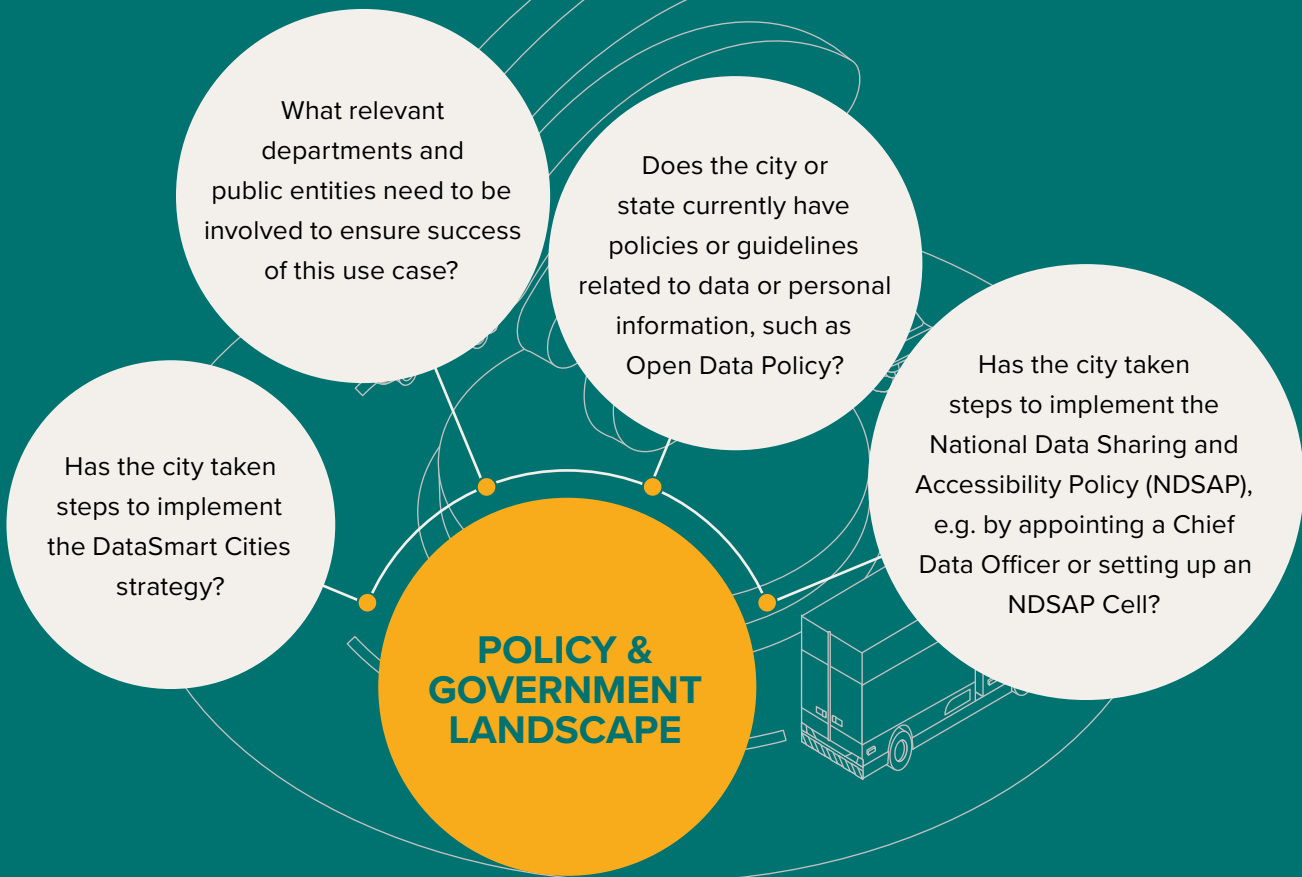 What relevant
departments and
public entities need to be
involved to ensure success
of this use case?
Does the city or
state currently have
policies or guidelines
related to data or personal
information, such as
Open Data Policy?
Has the city taken
steps to implement the
National Data Sharing and
Accessibility Policy (NDSAP),
e.g. by appointing a Chief
Data Officer or setting up an
NDSAP Cell?
Has the city taken
steps to implement
the DataSmart Cities
strategy?
POLICY &
GOVERNMENT
LANDSCAPE